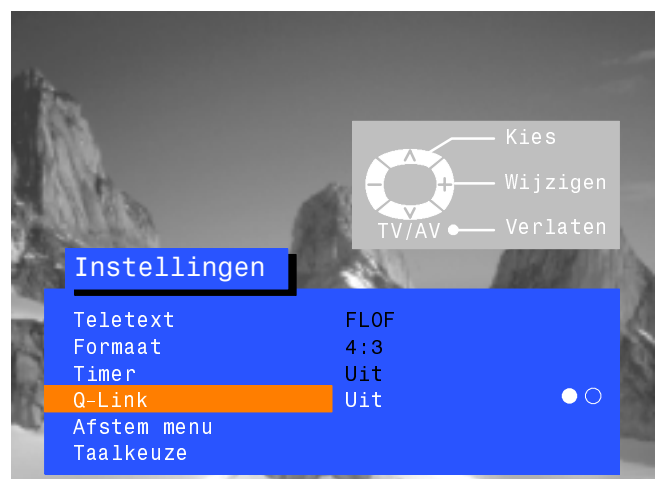 Kies
Wijzigen
TV/AV Verlaten
Instellingen
Teletext FLOF
Formaat 4:3
Timer Uit
Q-Link Uit
Afstem menu
Taalkeuze